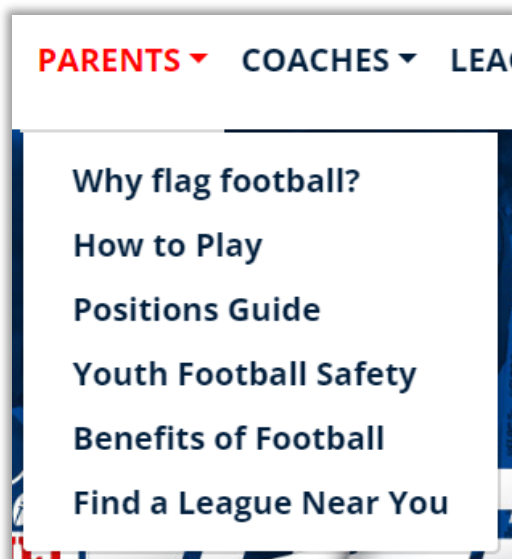 PARENTS COACHES
Why flag football?
How to Play
Positions Guide
Youth Football Safety
Benefits of Football
Find a League Near You